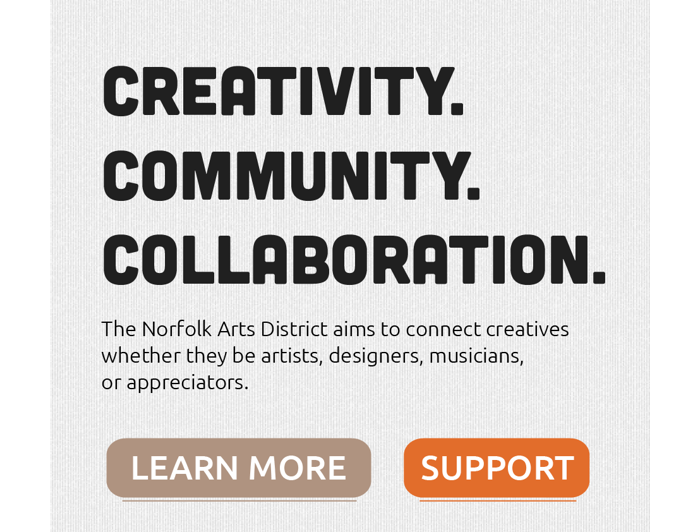 CREATIVITY.
COMMUNITY.
COLLABORATION.
The Norfolk Arts District aims to connect creatives
whether they be artists, designers, musicians,
or appreciators.
LEARN MORE
SUPPORT